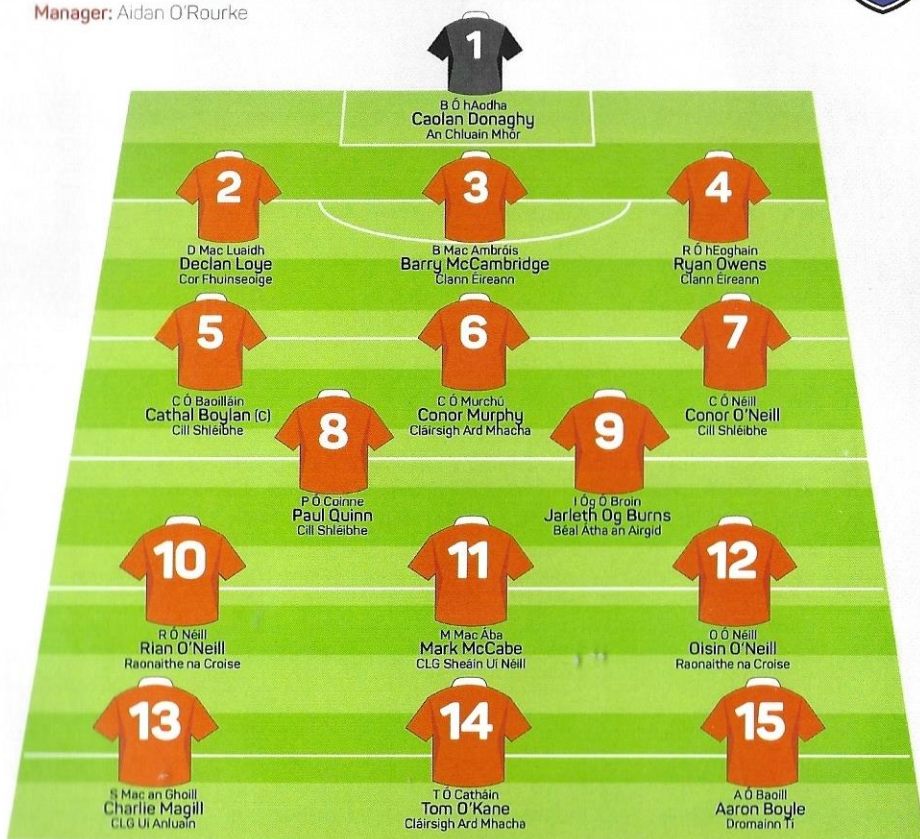 Manager: Aidan O'Rourke
1
B Ó hAodha
Caolan Donaghy
An Chluain Mhór
2
D Mac Luaidh
Declan Loye
Cor Fhuinseoige
3
B Mac Ambróis
Barry McCambridge
Clann Éireann
4
R Ó hEoghain
Ryan Owens
Clann Éireann
5
C Ó Baoilláin
Cathal Boylan (C)
Cill Shléibhe
6
C Ó Murchú
Conor Murphy
Cláirsigh Ard Mhacha
7
C Ó Néill
Conor O'Neill
Cill Shléibhe
8
P Ó Coinne
Paul Quinn
Cill Shléibhe
9
I Óg Ó Broin
Jarleth Og Burns
Béal Átha an Airgid
10
R Ó Néill
Rian O'Neill
Raonaithe na Croise
11
M Mac Ába
Mark McCabe
CLG Sheáin Uí Néill
12
O Ó Néill
Oisin O'Neill
Raonaithe na Croise
13
S Mac an Ghoill
Charlie Magill
CLG Uí Anluain
14
T Ó Catháin
Tom O'Kane
Cláirsigh Ard Mhacha
15
A Ó Baoill
Aaron Boyle
Dromainn Tí